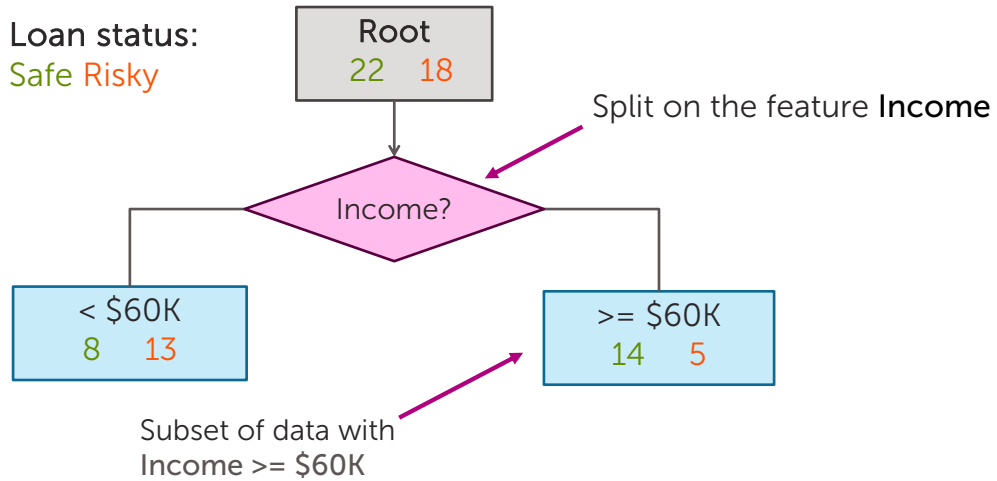 Loan status:
Safe Risky
Root
22 18
Split on the feature Income
Income?
< $60K
8 13
>= $60K
14 5
Subset of data with
Income >= $60K